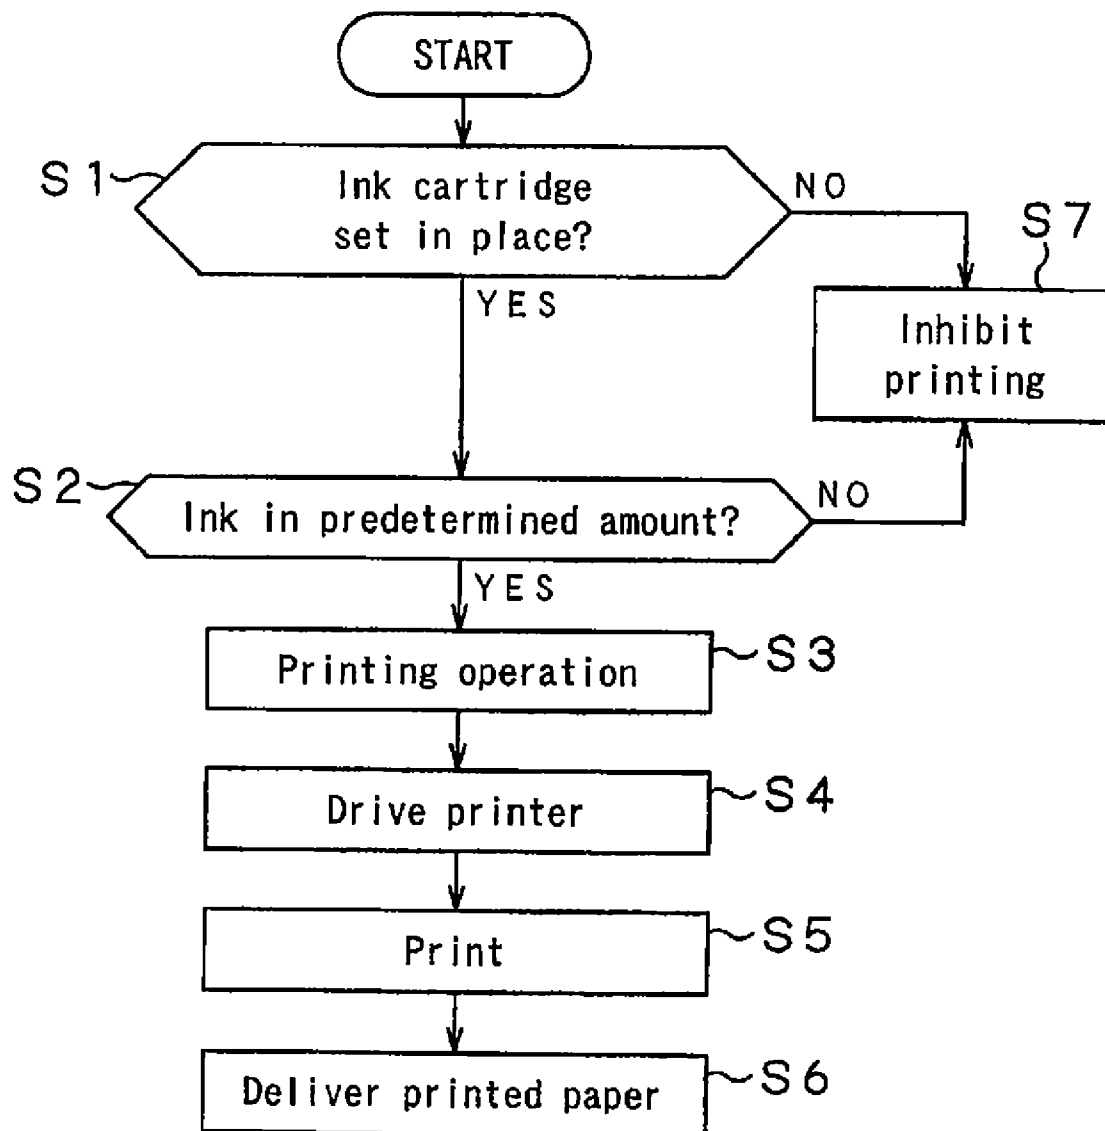 START
S1
Ink cartridge
set in place?
NO
YES
S7
Inhibit
printing
S2
Ink in predetermined amount?
NO
YES
Printing operation
S3
Drive printer
S4
Print
S5
Deliver printed paper
S6